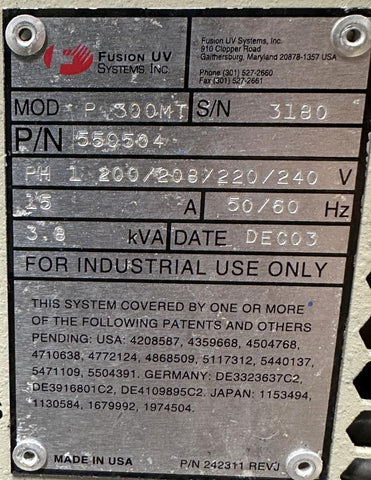 FUSION UV
SYSTEMS, INC.
Fusion UV Systems, Inc.
910 Clopper Road
Gaithersburg, Maryland 20878-1357 USA
Phone (301) 527-2660
Fax (301) 527-2661
MOD P 300MT S/N 3180
P/N 559504
PH 1 200/208/220/240 V
15 A 50/60 Hz
3.8 kVA DATE DEC03
FOR INDUSTRIAL USE ONLY
THIS SYSTEM COVERED BY ONE OR MORE
OF THE FOLLOWING PATENTS AND OTHERS
PENDING: USA: 4208587, 4359668, 4504768,
4710638, 4772124, 4868509, 5117312, 5440137,
5471109, 5504391. GERMANY: DE3323637C2,
DE3916801C2, DE4109895C2. JAPAN: 1153494,
1130584, 1679992, 1974504.
MADE IN USA P/N 242311 REVJ